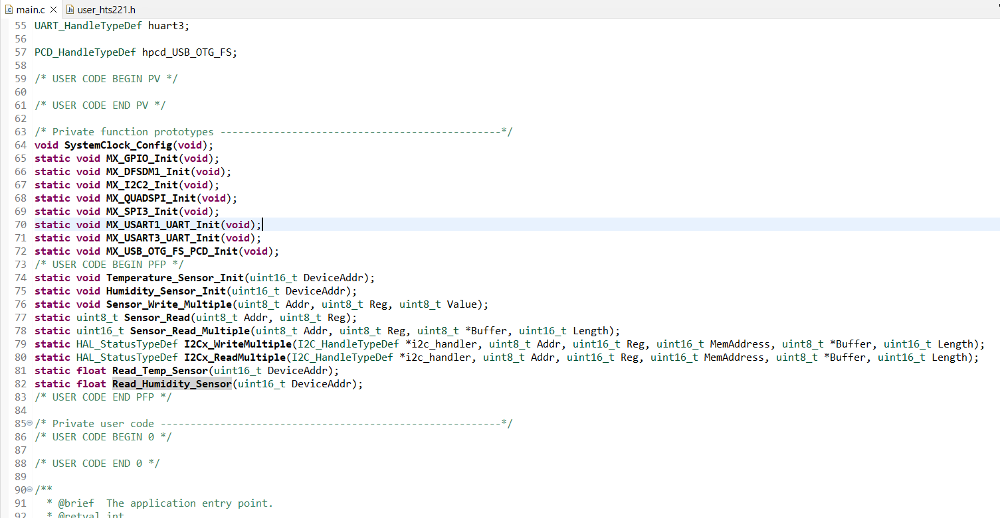 main.c
user_hts221.h
55 UART_HandleTypeDef huart3;
56
57 PCD_HandleTypeDef hpcd_USB_OTG_FS;
58
59 /* USER CODE BEGIN PV */
60
61 /* USER CODE END PV */
62
63 /* Private function prototypes -----------------------------------------------*/
64 void SystemClock_Config(void);
65 static void MX_GPIO_Init(void);
66 static void MX_DFSDM1_Init(void);
67 static void MX_I2C2_Init(void);
68 static void MX_QUADSPI_Init(void);
69 static void MX_SPI3_Init(void);
70 static void MX_USART1_UART_Init(void);
71 static void MX_USART3_UART_Init(void);
72 static void MX_USB_OTG_FS_PCD_Init(void);
73 /* USER CODE BEGIN PFP */
74 static void Temperature_Sensor_Init(uint16_t DeviceAddr);
75 static void Humidity_Sensor_Init(uint16_t DeviceAddr);
76 static void Sensor_Write_Multiple(uint8_t Addr, uint8_t Reg, uint8_t Value);
77 static uint8_t Sensor_Read(uint8_t Addr, uint8_t Reg);
78 static uint16_t Sensor_Read_Multiple(uint8_t Addr, uint8_t Reg, uint8_t *Buffer, uint16_t Length);
79 static HAL_StatusTypeDef I2Cx_WriteMultiple(I2C_HandleTypeDef *i2c_handler, uint8_t Addr, uint16_t Reg, uint16_t MemAddress, uint8_t *Buffer, uint16_t Length);
80 static HAL_StatusTypeDef I2Cx_ReadMultiple(I2C_HandleTypeDef *i2c_handler, uint8_t Addr, uint16_t Reg, uint16_t MemAddress, uint8_t *Buffer, uint16_t Length);
81 static float Read_Temp_Sensor(uint16_t DeviceAddr);
82 static float Read_Humidity_Sensor(uint16_t DeviceAddr);
83 /* USER CODE END PFP */
84
85 /* Private user code ---------------------------------------------------------*/
86 /* USER CODE BEGIN 0 */
87
88 /* USER CODE END 0 */
89
90 /**
91 * @brief The application entry point.
92 * @retval int